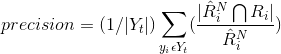 precision = (1/|Y_t|) \sum_{y_i \epsilon Y_t} (\frac{|\hat{R}_i^N \bigcap R_i|}{\hat{R}_i^N})